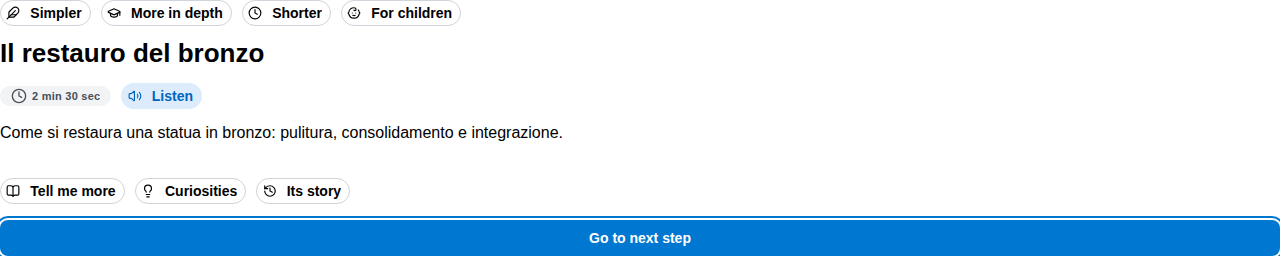 Simpler More in depth Shorter For children
Il restauro del bronzo
2 min 30 sec Listen
Come si restaura una statua in bronzo: pulitura, consolidamento e integrazione.
Tell me more Curiosities Its story
Go to next step